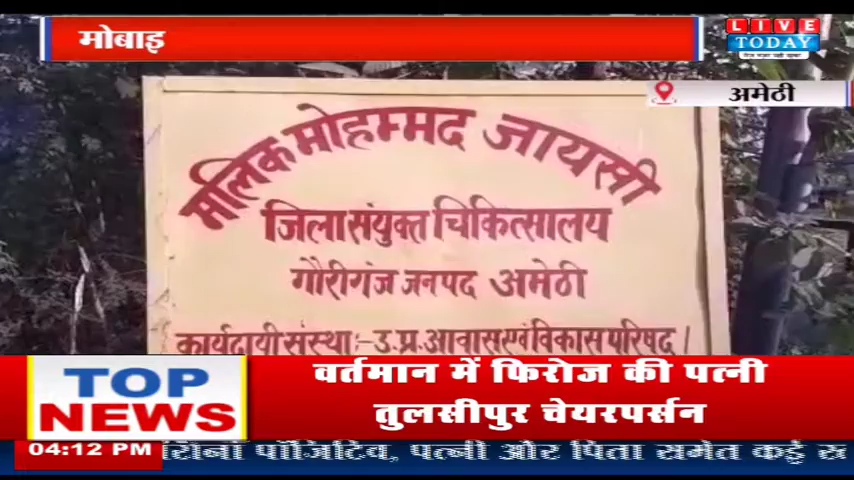 मोबाइ
LIVE
TODAY
अमेठी
मलिक मोहम्मद जायसी
जिला संयुक्त चिकित्सालय
गौरीगंज जनपद अमेठी
कार्यदायी संस्था:- उ.प्र. आवास एवं विकास परिषद ।
TOP
NEWS
वर्तमान में फिरोज की पत्नी
तुलसीपुर चेयरपर्सन
04:12 PM
पॉजिटिव, पत्नी और पिता समेत कई